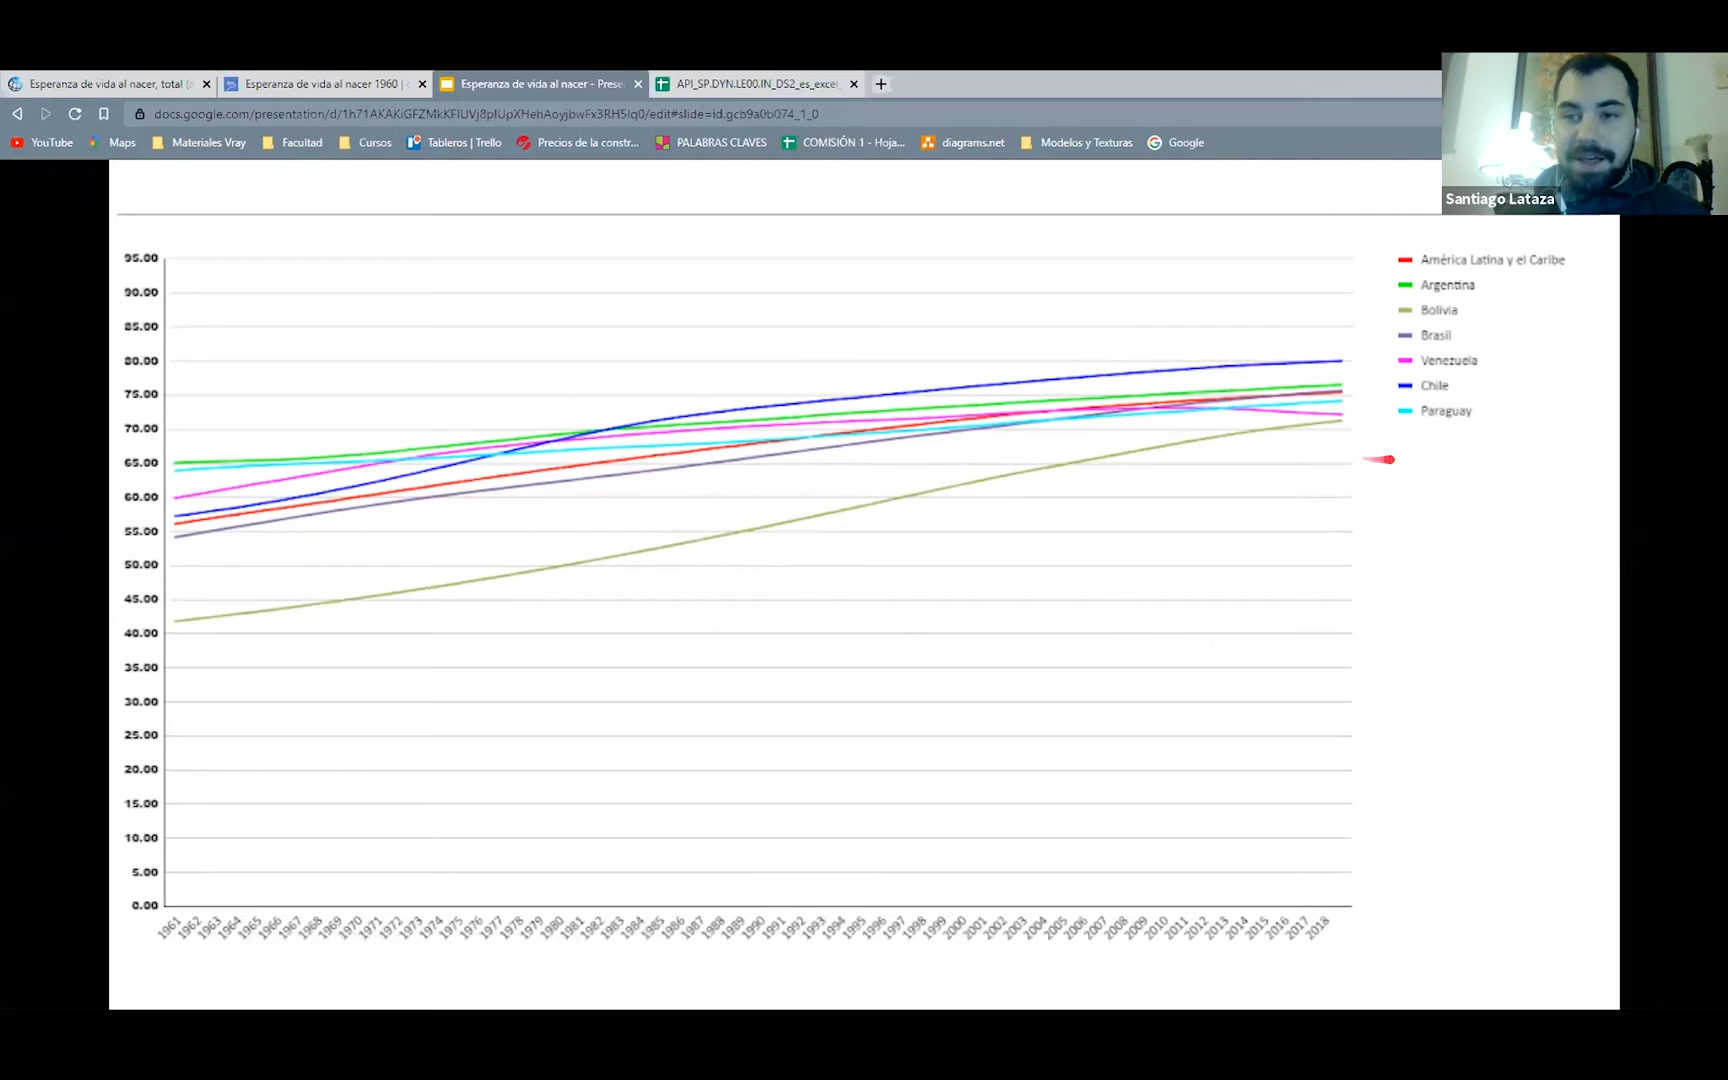 Esperanza de vida al nacer, total (
Esperanza de vida al nacer 1960 |
Esperanza de vida al nacer - Prese
API_SP.DYN.LE00.IN_DS2_es_excel_
docs.google.com/presentation/d/1h71AKAKiGFZMkKFIUVj8pIUpXHehAoyjbwFx3RH5Iq0/edit#slide=id.gcb9a0b074_1_0
YouTube
Maps
Materiales Vray
Facultad
Cursos
Tableros | Trello
Precios de la constr...
PALABRAS CLAVES
COMISIÓN 1 - Hoja...
diagrams.net
Modelos y Texturas
Google
Santiago Lataza
95.00
90.00
85.00
80.00
75.00
70.00
65.00
60.00
55.00
50.00
45.00
40.00
35.00
30.00
25.00
20.00
15.00
10.00
5.00
0.00
1961 1962 1963 1964 1965 1966 1967 1968 1969 1970 1971 1972 1973 1974 1975 1976 1977 1978 1979 1980 1981 1982 1983 1984 1985 1986 1987 1988 1989 1990 1991 1992 1993 1994 1995 1996 1997 1998 1999 2000 2001 2002 2003 2004 2005 2006 2007 2008 2009 2010 2011 2012 2013 2014 2015 2016 2017 2018
América Latina y el Caribe
Argentina
Bolivia
Brasil
Venezuela
Chile
Paraguay